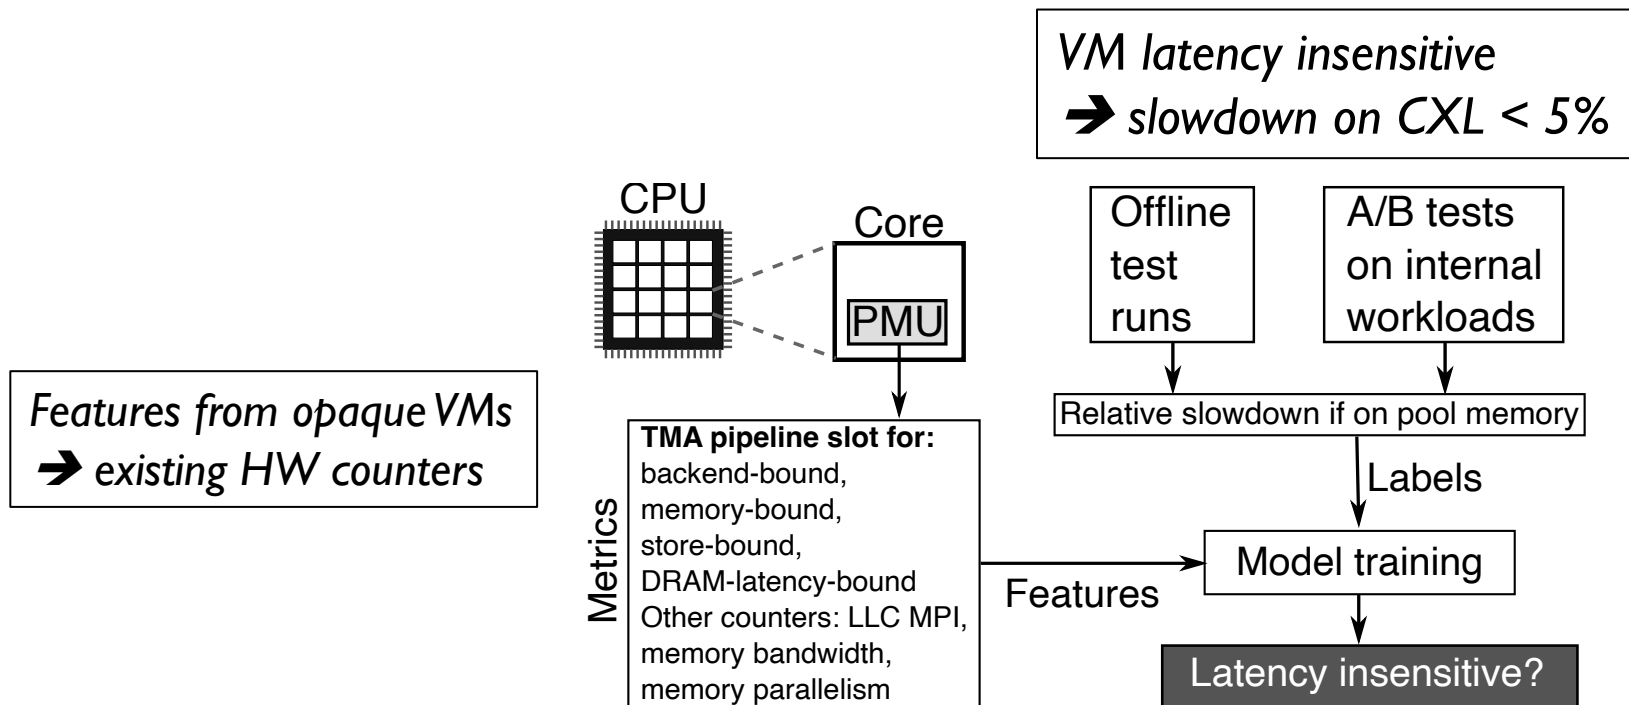 VM latency insensitive
➔ slowdown on CXL < 5%
CPU
Core
PMU
Offline
test
runs
A/B tests
on internal
workloads
Features from opaque VMs
➔ existing HW counters
Relative slowdown if on pool memory
Metrics
TMA pipeline slot for:
backend-bound,
memory-bound,
store-bound,
DRAM-latency-bound
Other counters: LLC MPI,
memory bandwidth,
memory parallelism
Labels
Features
Model training
Latency insensitive?